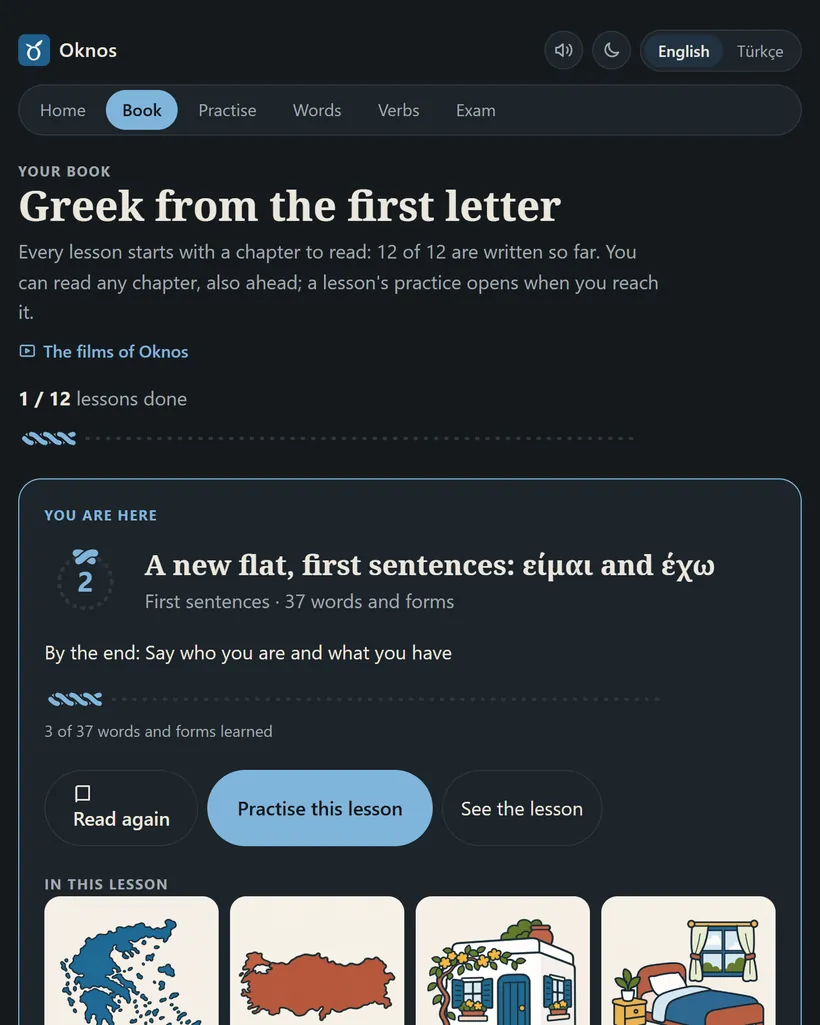 Oknos
English
Türkçe
Home
Book
Practise
Words
Verbs
Exam
YOUR BOOK
Greek from the first letter
Every lesson starts with a chapter to read: 12 of 12 are written so far. You
can read any chapter, also ahead; a lesson's practice opens when you reach
it.
The films of Oknos
1 / 12 lessons done
YOU ARE HERE
2
A new flat, first sentences: είμαι and έχω
First sentences · 37 words and forms
By the end: Say who you are and what you have
3 of 37 words and forms learned
Read again
Practise this lesson
See the lesson
IN THIS LESSON